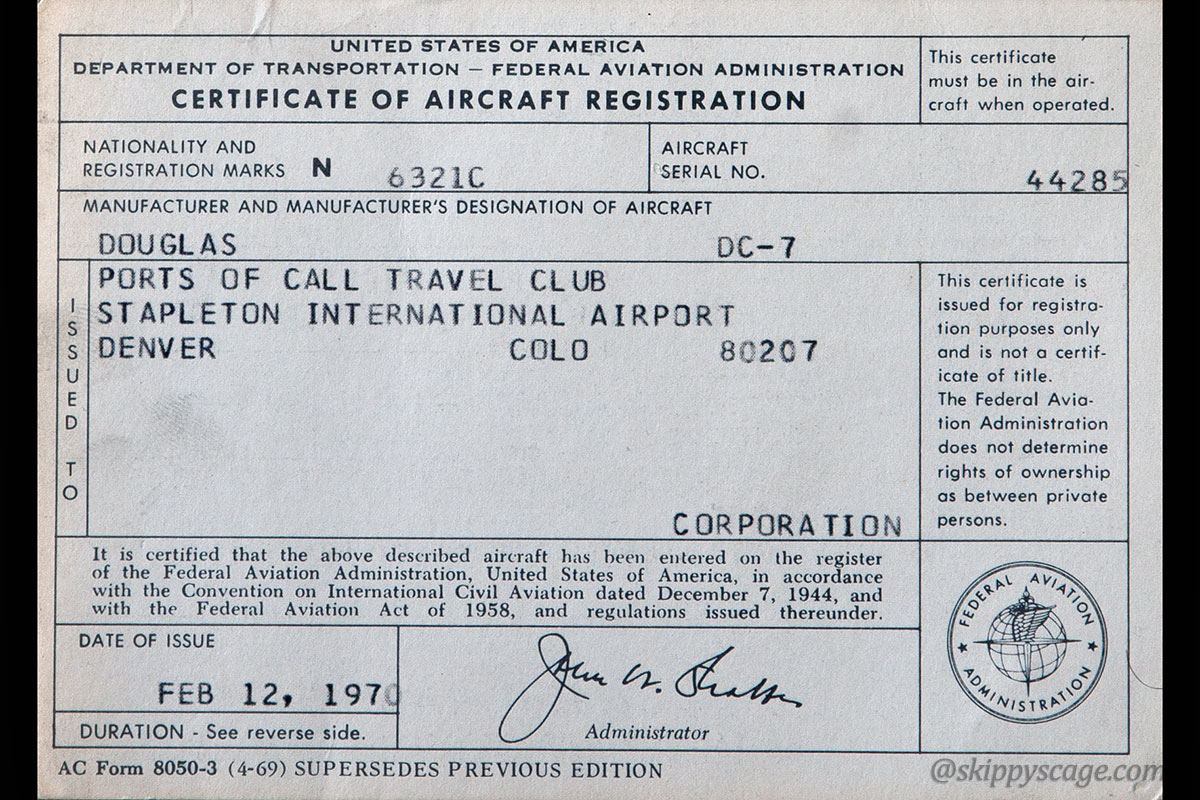 UNITED STATES OF AMERICA
DEPARTMENT OF TRANSPORTATION — FEDERAL AVIATION ADMINISTRATION
CERTIFICATE OF AIRCRAFT REGISTRATION
This certificate
must be in the air-
craft when operated.
NATIONALITY AND
REGISTRATION MARKS N 6321C
AIRCRAFT
SERIAL NO. 44285
MANUFACTURER AND MANUFACTURER'S DESIGNATION OF AIRCRAFT
DOUGLAS DC-7
ISSUED TO
PORTS OF CALL TRAVEL CLUB
STAPLETON INTERNATIONAL AIRPORT
DENVER COLO 80207
CORPORATION
This certificate is
issued for registra-
tion purposes only
and is not a certif-
icate of title.
The Federal Avia-
tion Administration
does not determine
rights of ownership
as between private
persons.
It is certified that the above described aircraft has been entered on the register
of the Federal Aviation Administration, United States of America, in accordance
with the Convention on International Civil Aviation dated December 7, 1944, and
with the Federal Aviation Act of 1958, and regulations issued thereunder.
FEDERAL AVIATION
ADMINISTRATION
DATE OF ISSUE
FEB 12, 1970
DURATION - See reverse side.
Administrator
AC Form 8050-3 (4-69) SUPERSEDES PREVIOUS EDITION
@skippyscage.com